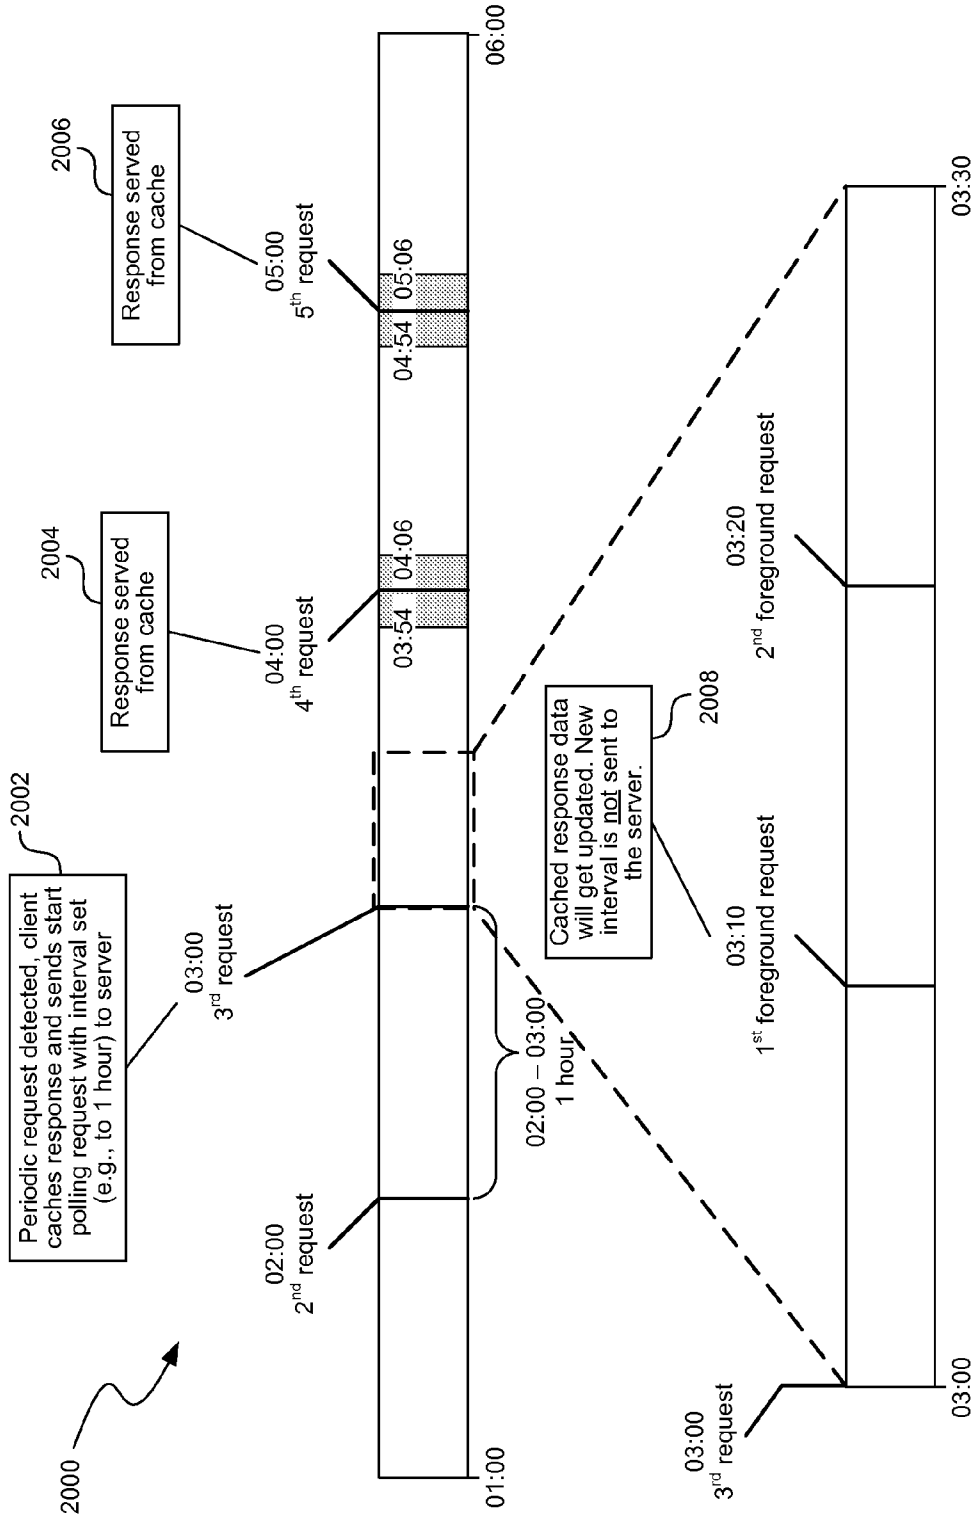 2000
2002
Periodic request detected, client
caches response and sends start
polling request with interval set
(e.g., to 1 hour) to server
2004
Response served
from cache
2006
Response served
from cache
02:00
2nd request
03:00
3rd request
04:00
4th request
05:00
5th request
03:54
04:06
04:54
05:06
01:00
06:00
02:00 – 03:00
1 hour
Cached response data
will get updated. New
interval is not sent to
the server.
2008
03:00
3rd request
03:10
1st foreground request
03:20
2nd foreground request
03:00
03:30